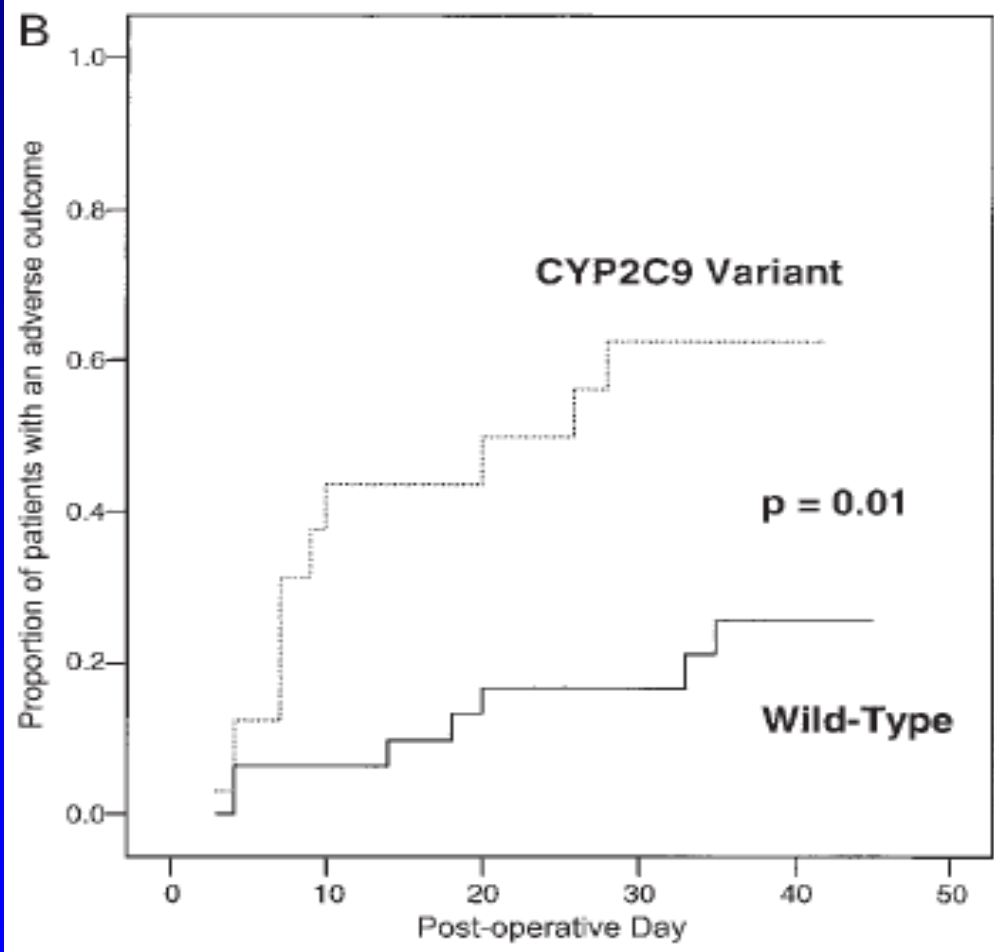 B
1.0
0.8
0.6
0.4
0.2
0.0
Proportion of patients with an adverse outcome
CYP2C9 Variant
p = 0.01
Wild-Type
0 10 20 30 40 50
Post-operative Day